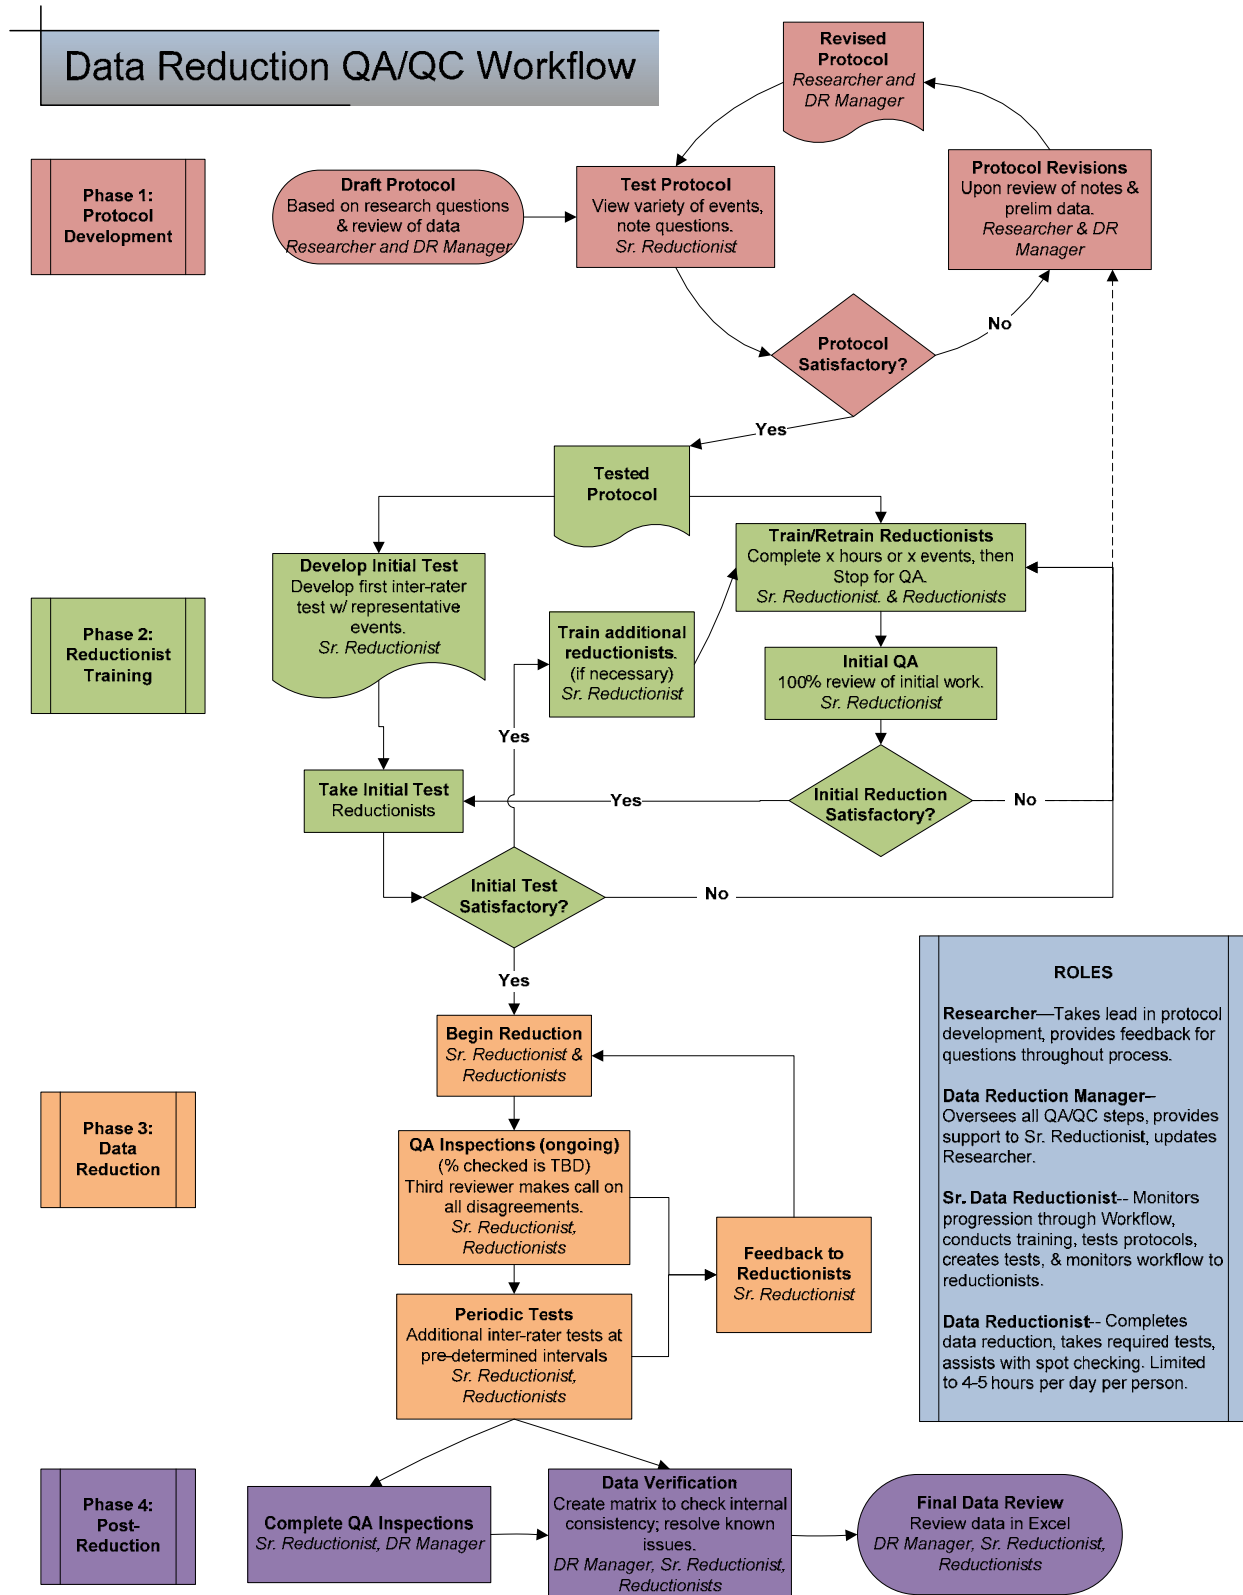 Data Reduction QA/QC Workflow
Revised
Protocol
Researcher and
DR Manager
Phase 1:
Protocol
Development
Draft Protocol
Based on research questions
& review of data
Researcher and DR Manager
Test Protocol
View variety of events,
note questions.
Sr. Reductionist
Protocol Revisions
Upon review of notes &
prelim data.
Researcher & DR
Manager
Protocol
Satisfactory?
No
Yes
Tested
Protocol
Phase 2:
Reductionist
Training
Develop Initial Test
Develop first inter-rater
test w/ representative
events.
Sr. Reductionist
Train additional
reductionists.
(if necessary)
Sr. Reductionist
Train/Retrain Reductionists
Complete x hours or x events, then
Stop for QA.
Sr. Reductionist. & Reductionists
Initial QA
100% review of initial work.
Sr. Reductionist
Yes
Take Initial Test
Reductionists
Yes
Initial Reduction
Satisfactory?
No
Initial Test
Satisfactory?
No
Yes
Phase 3:
Data
Reduction
Begin Reduction
Sr. Reductionist &
Reductionists
QA Inspections (ongoing)
(% checked is TBD)
Third reviewer makes call on
all disagreements.
Sr. Reductionist,
Reductionists
Feedback to
Reductionists
Sr. Reductionist
Periodic Tests
Additional inter-rater tests at
pre-determined intervals
Sr. Reductionist,
Reductionists
ROLES
Researcher—Takes lead in protocol
development, provides feedback for
questions throughout process.
Data Reduction Manager–
Oversees all QA/QC steps, provides
support to Sr. Reductionist, updates
Researcher.
Sr. Data Reductionist-- Monitors
progression through Workflow,
conducts training, tests protocols,
creates tests, & monitors workflow to
reductionists.
Data Reductionist-- Completes
data reduction, takes required tests,
assists with spot checking. Limited
to 4-5 hours per day per person.
Phase 4:
Post-
Reduction
Complete QA Inspections
Sr. Reductionist, DR Manager
Data Verification
Create matrix to check internal
consistency; resolve known
issues.
DR Manager, Sr. Reductionist,
Reductionists
Final Data Review
Review data in Excel
DR Manager, Sr. Reductionist,
Reductionists